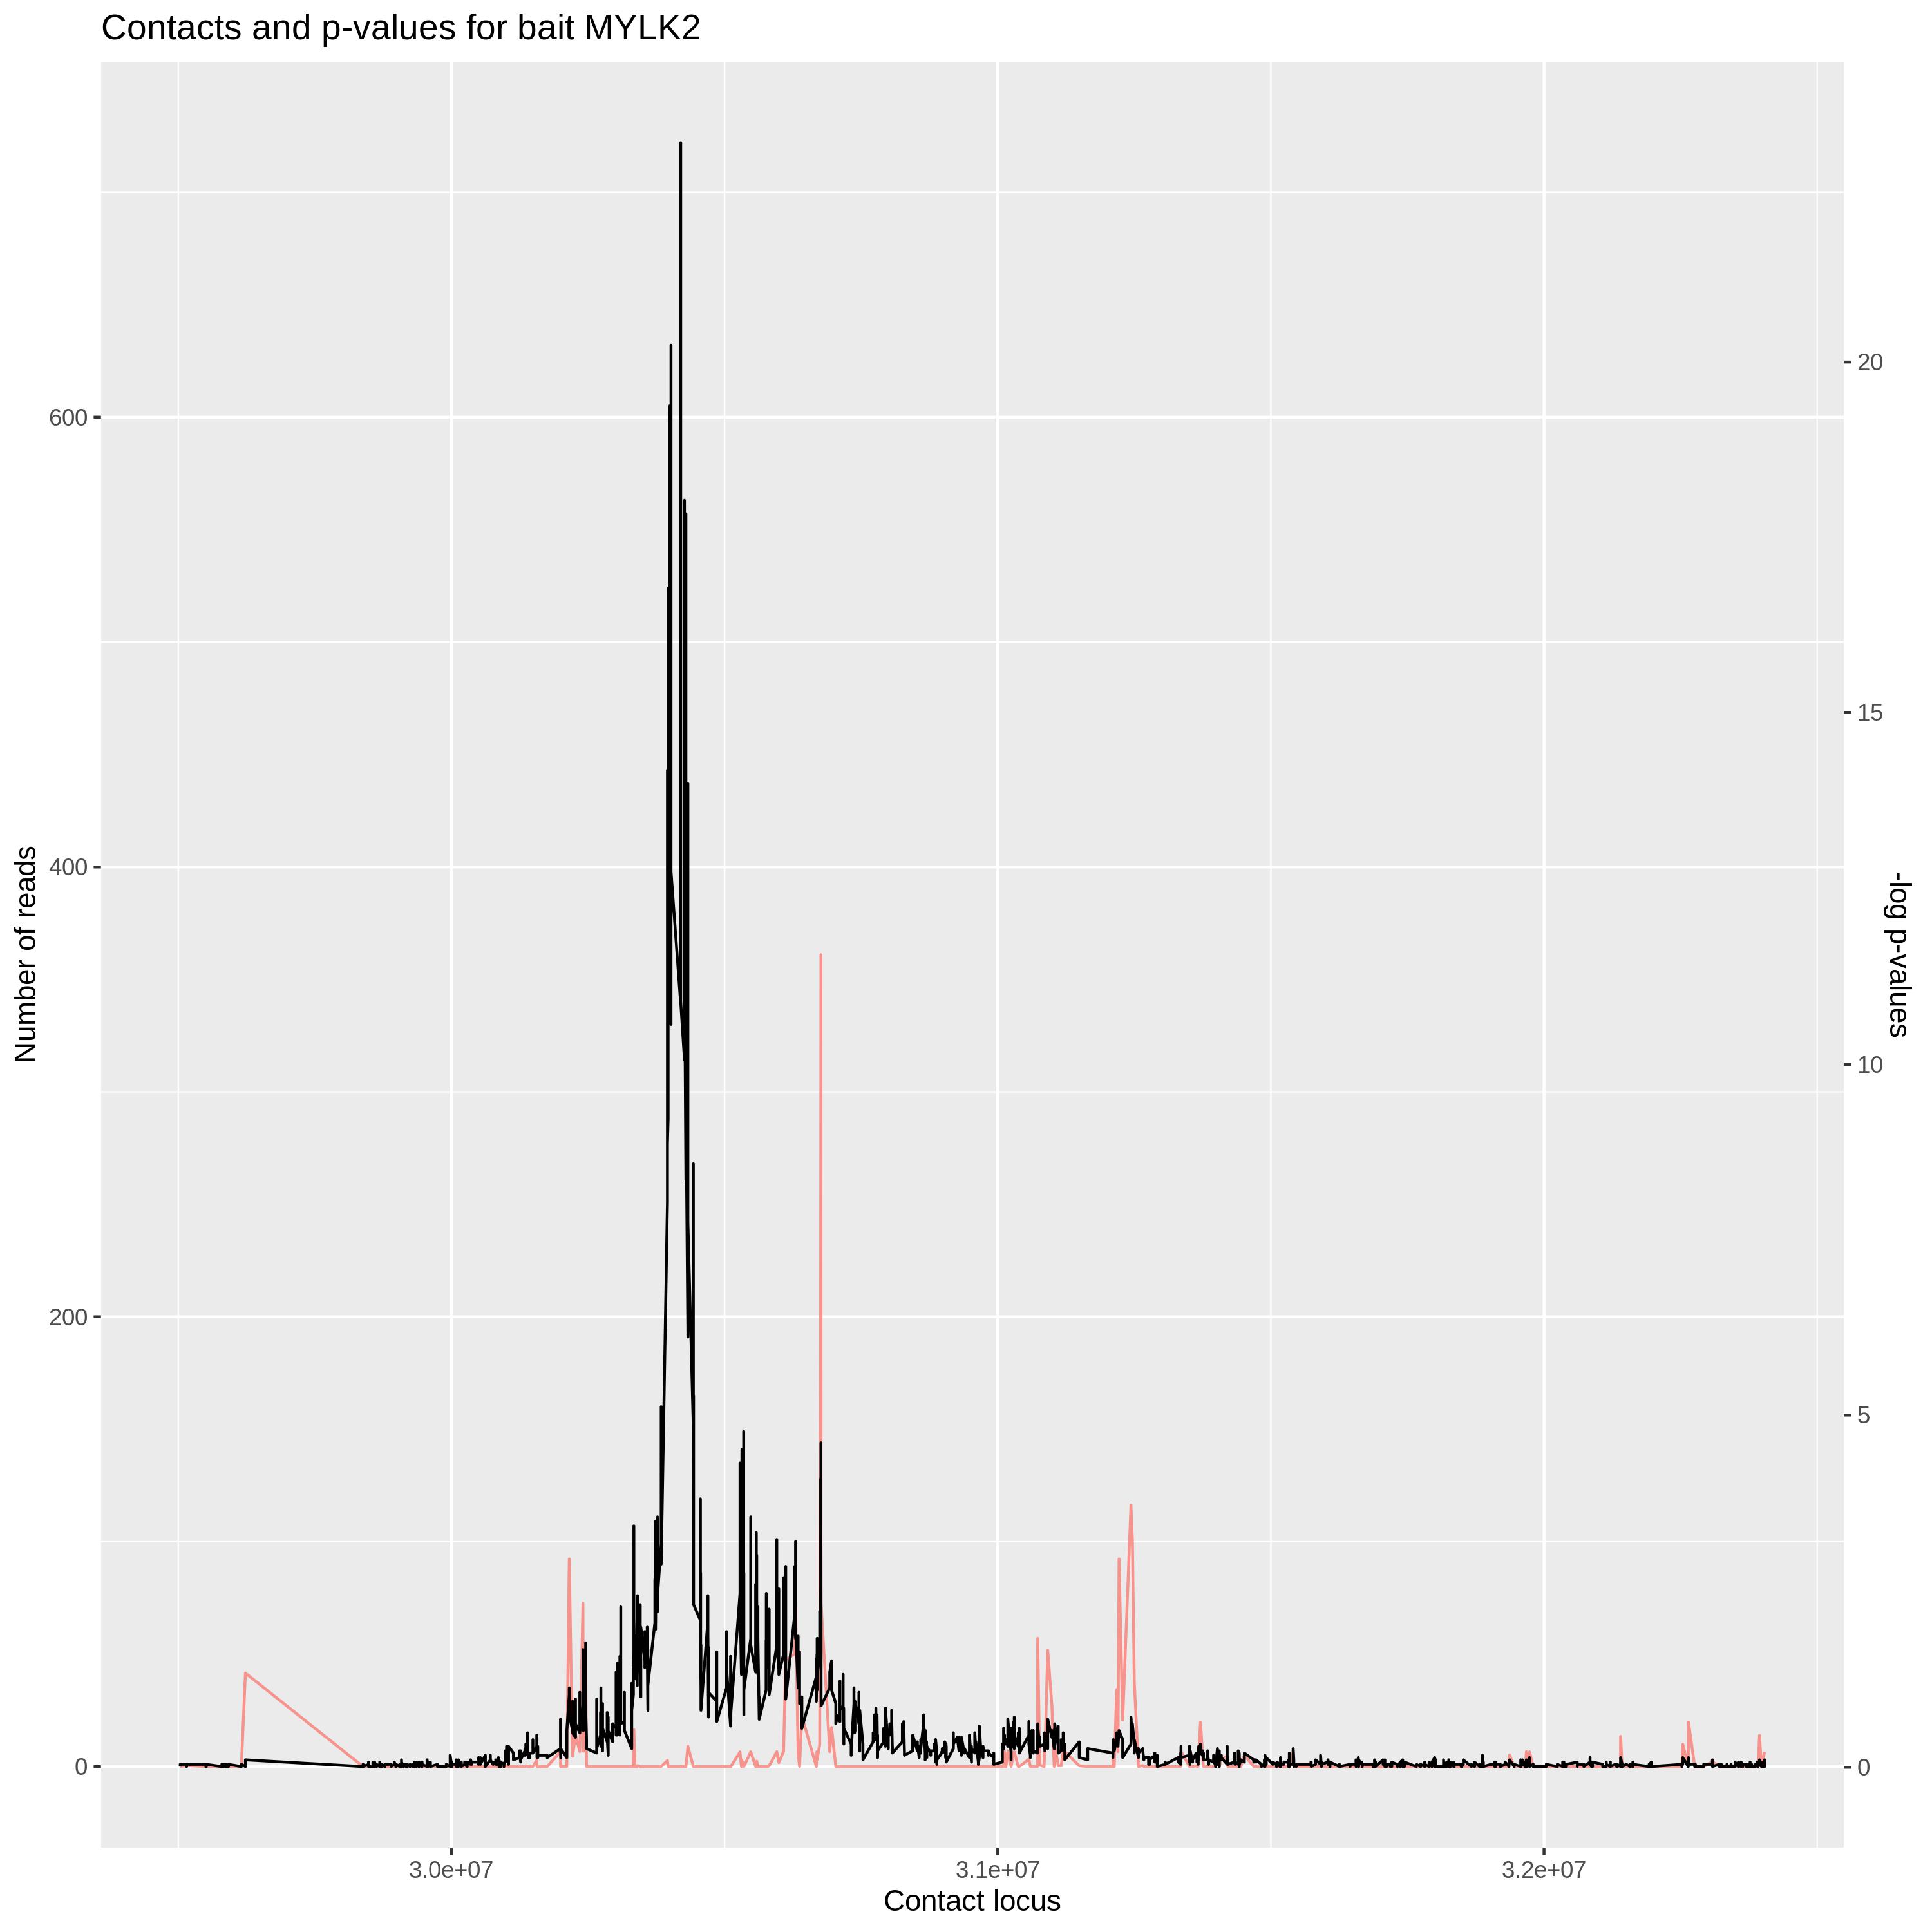 Contacts and p-values for bait MYLK2
Number of reads
600
400
200
0
20
15
10
5
0
-log p-values
3.0e+07
3.1e+07
3.2e+07
Contact locus